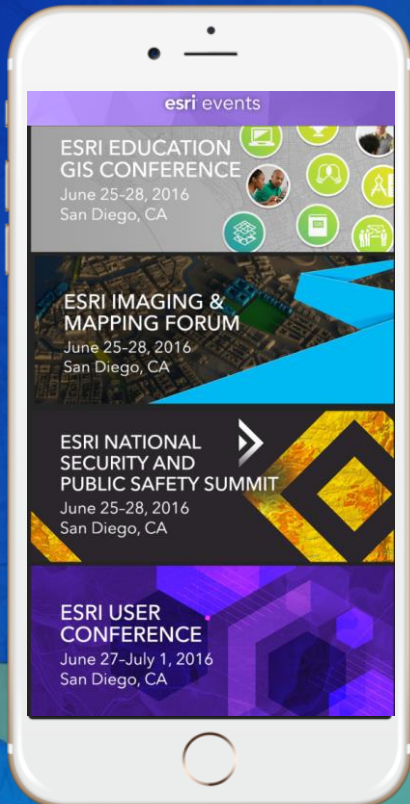 esri events
ESRI EDUCATION
GIS CONFERENCE
June 25-28, 2016
San Diego, CA
ESRI IMAGING &
MAPPING FORUM
June 25-28, 2016
San Diego, CA
ESRI NATIONAL
SECURITY AND
PUBLIC SAFETY SUMMIT
June 25-28, 2016
San Diego, CA
ESRI USER
CONFERENCE
June 27-July 1, 2016
San Diego, CA